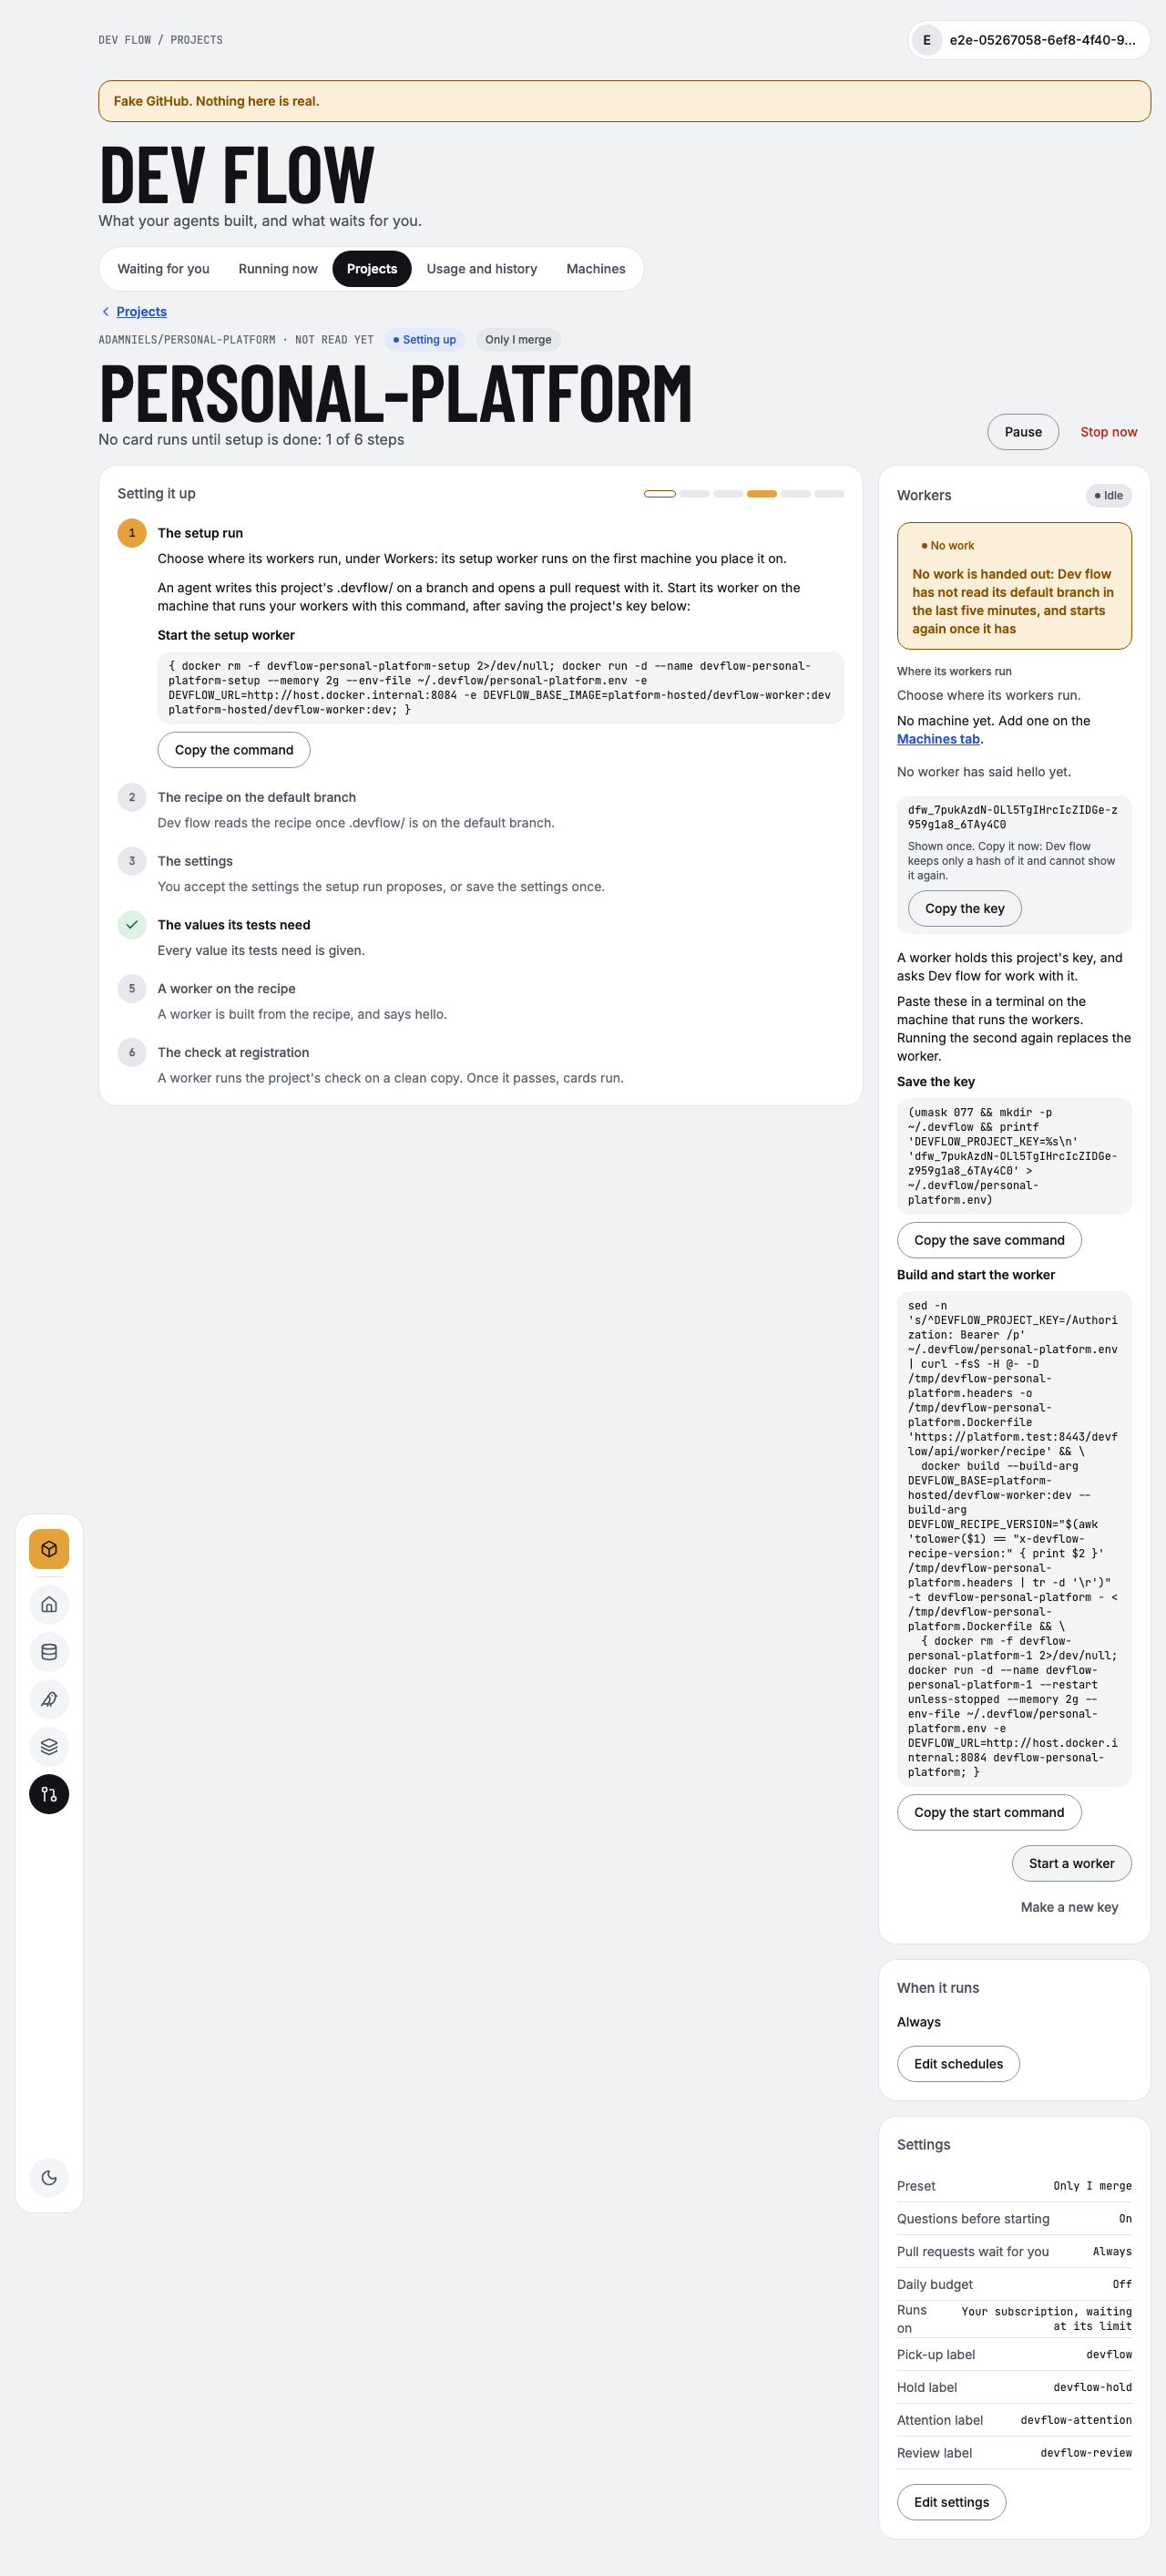 DEV FLOW / PROJECTS
E
e2e-05267058-6ef8-4f40-9...
Fake GitHub. Nothing here is real.
DEV FLOW
What your agents built, and what waits for you.
Waiting for you
Running now
Projects
Usage and history
Machines
Projects
ADAMNIELS/PERSONAL-PLATFORM · NOT READ YET
Setting up
Only I merge
PERSONAL-PLATFORM
No card runs until setup is done: 1 of 6 steps
Pause
Stop now
Setting it up
1
The setup run
Choose where its workers run, under Workers: its setup worker runs on the first machine you place it on.
An agent writes this project's .devflow/ on a branch and opens a pull request with it. Start its worker on the
machine that runs your workers with this command, after saving the project's key below:
Start the setup worker
{ docker rm -f devflow-personal-platform-setup 2>/dev/null; docker run -d --name devflow-personal-
platform-setup --memory 2g --env-file ~/.devflow/personal-platform.env -e
DEVFLOW_URL=http://host.docker.internal:8084 -e DEVFLOW_BASE_IMAGE=platform-hosted/devflow-worker:dev
platform-hosted/devflow-worker:dev; }
Copy the command
2
The recipe on the default branch
Dev flow reads the recipe once .devflow/ is on the default branch.
3
The settings
You accept the settings the setup run proposes, or save the settings once.
The values its tests need
Every value its tests need is given.
5
A worker on the recipe
A worker is built from the recipe, and says hello.
6
The check at registration
A worker runs the project's check on a clean copy. Once it passes, cards run.
Workers
Idle
No work
No work is handed out: Dev flow
has not read its default branch in
the last five minutes, and starts
again once it has
Where its workers run
Choose where its workers run.
No machine yet. Add one on the
Machines tab.
No worker has said hello yet.
dfw_7pukAzdN-OLl5TgIHrcIcZIDGe-z
959g1a8_6TAy4C0
Shown once. Copy it now: Dev flow
keeps only a hash of it and cannot show
it again.
Copy the key
A worker holds this project's key, and
asks Dev flow for work with it.
Paste these in a terminal on the
machine that runs the workers.
Running the second again replaces the
worker.
Save the key
(umask 077 && mkdir -p
~/.devflow && printf
'DEVFLOW_PROJECT_KEY=%s\n'
'dfw_7pukAzdN-OLl5TgIHrcIcZIDGe-
z959g1a8_6TAy4C0' >
~/.devflow/personal-
platform.env)
Copy the save command
Build and start the worker
sed -n
's/^DEVFLOW_PROJECT_KEY=/Authori
zation: Bearer /p'
~/.devflow/personal-platform.env
| curl -fsS -H @- -D
/tmp/devflow-personal-
platform.headers -o
/tmp/devflow-personal-
platform.Dockerfile
'https://platform.test:8443/devf
low/api/worker/recipe' && \
docker build --build-arg
DEVFLOW_BASE=platform-
hosted/devflow-worker:dev --
build-arg
DEVFLOW_RECIPE_VERSION="$(awk
'tolower($1) == "x-devflow-
recipe-version:" { print $2 }'
/tmp/devflow-personal-
platform.headers | tr -d '\r')"
-t devflow-personal-platform - <
/tmp/devflow-personal-
platform.Dockerfile && \
{ docker rm -f devflow-
personal-platform-1 2>/dev/null;
docker run -d --name devflow-
personal-platform-1 --restart
unless-stopped --memory 2g --
env-file ~/.devflow/personal-
platform.env -e
DEVFLOW_URL=http://host.docker.i
nternal:8084 devflow-personal-
platform; }
Copy the start command
Start a worker
Make a new key
When it runs
Always
Edit schedules
Settings
Preset
Only I merge
Questions before starting
On
Pull requests wait for you
Always
Daily budget
Off
Runs
on
Your subscription, waiting
at its limit
Pick-up label
devflow
Hold label
devflow-hold
Attention label
devflow-attention
Review label
devflow-review
Edit settings